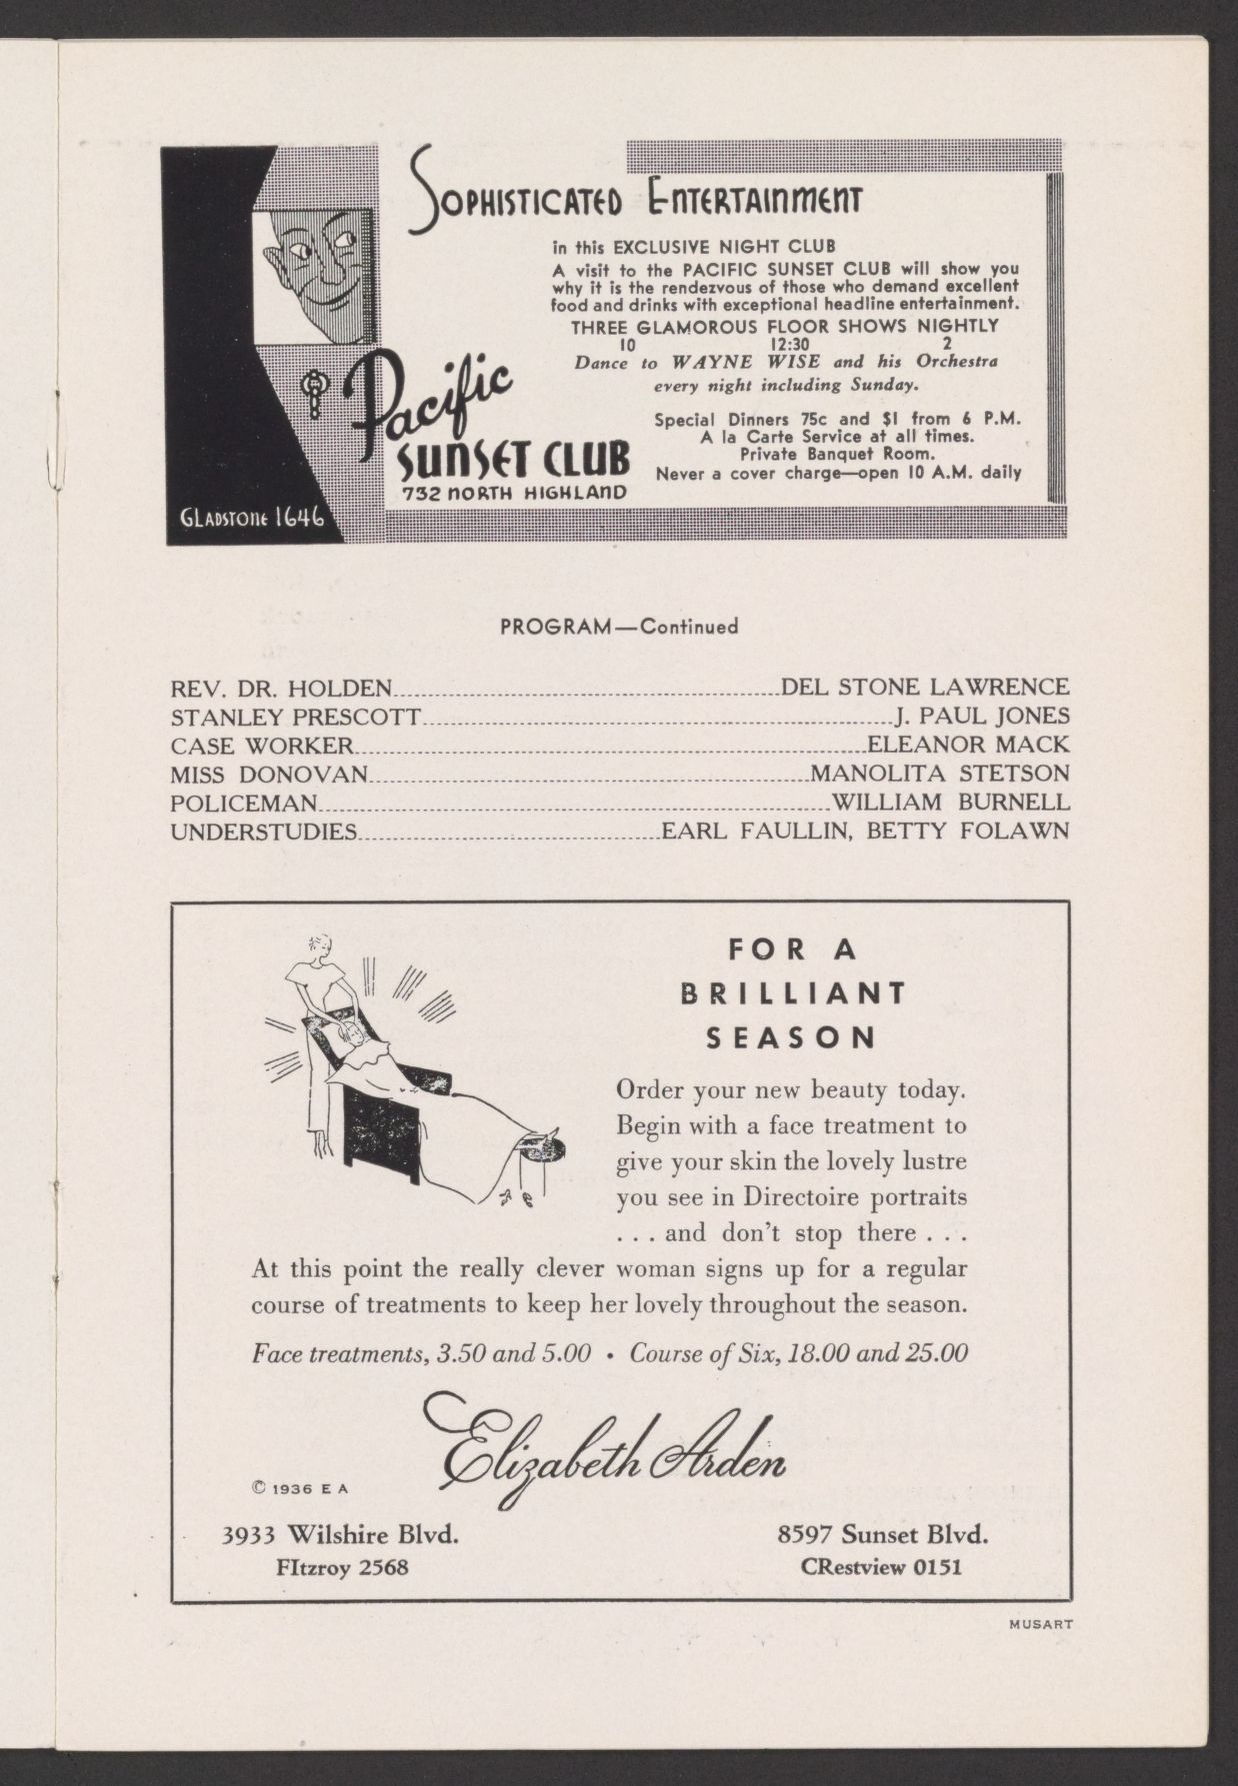 SOPHISTICATED ENTERTAINMENT
in this EXCLUSIVE NIGHT CLUB
A visit to the PACIFIC SUNSET CLUB will show you
why it is the rendezvous of those who demand excellent
food and drinks with exceptional headline entertainment.
THREE GLAMOROUS FLOOR SHOWS NIGHTLY
10 12:30 2
Dance to WAYNE WISE and his Orchestra
every night including Sunday.
Special Dinners 75c and $1 from 6 P.M.
A la Carte Service at all times.
Private Banquet Room.
Never a cover charge—open 10 A.M. daily
Pacific
SUNSET CLUB
732 NORTH HIGHLAND
GLADSTONE 1646
PROGRAM—Continued
REV. DR. HOLDEN DEL STONE LAWRENCE
STANLEY PRESCOTT J. PAUL JONES
CASE WORKER ELEANOR MACK
MISS DONOVAN MANOLITA STETSON
POLICEMAN WILLIAM BURNELL
UNDERSTUDIES EARL FAULLIN, BETTY FOLAWN
FOR A
BRILLIANT
SEASON
Order your new beauty today.
Begin with a face treatment to
give your skin the lovely lustre
you see in Directoire portraits
. . . and don't stop there . . .
At this point the really clever woman signs up for a regular
course of treatments to keep her lovely throughout the season.
Face treatments, 3.50 and 5.00 • Course of Six, 18.00 and 25.00
Elizabeth Arden
© 1936 E A
3933 Wilshire Blvd. 8597 Sunset Blvd.
FItzroy 2568 CRestview 0151
MUSART